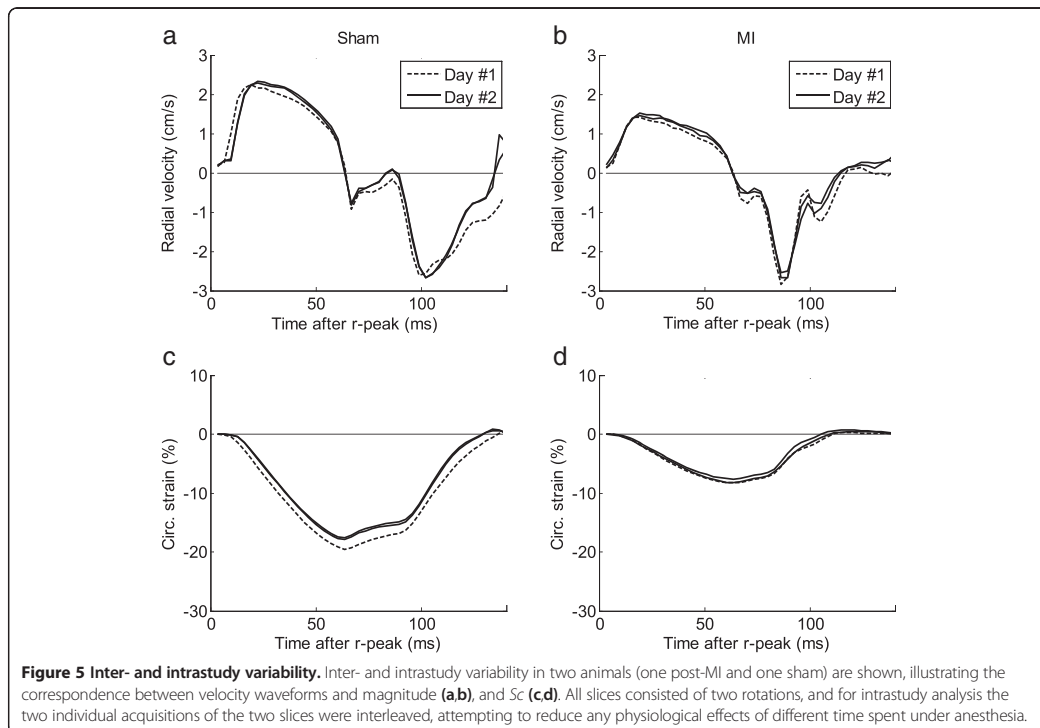 a
Sham
3
2
1
0
-1
-2
-3
Radial velocity (cm/s)
Day #1
Day #2
0
50
100
Time after r-peak (ms)
b
MI
3
2
1
0
-1
-2
-3
Radial velocity (cm/s)
Day #1
Day #2
0
50
100
Time after r-peak (ms)
c
10
0
-10
-20
-30
Circ. strain (%)
0
50
100
Time after r-peak (ms)
d
10
0
-10
-20
-30
Circ. strain (%)
0
50
100
Time after r-peak (ms)
Figure 5 Inter- and intrastudy variability. Inter- and intrastudy variability in two animals (one post-MI and one sham) are shown, illustrating the
correspondence between velocity waveforms and magnitude (a,b), and Sc (c,d). All slices consisted of two rotations, and for intrastudy analysis the
two individual acquisitions of the two slices were interleaved, attempting to reduce any physiological effects of different time spent under anesthesia.